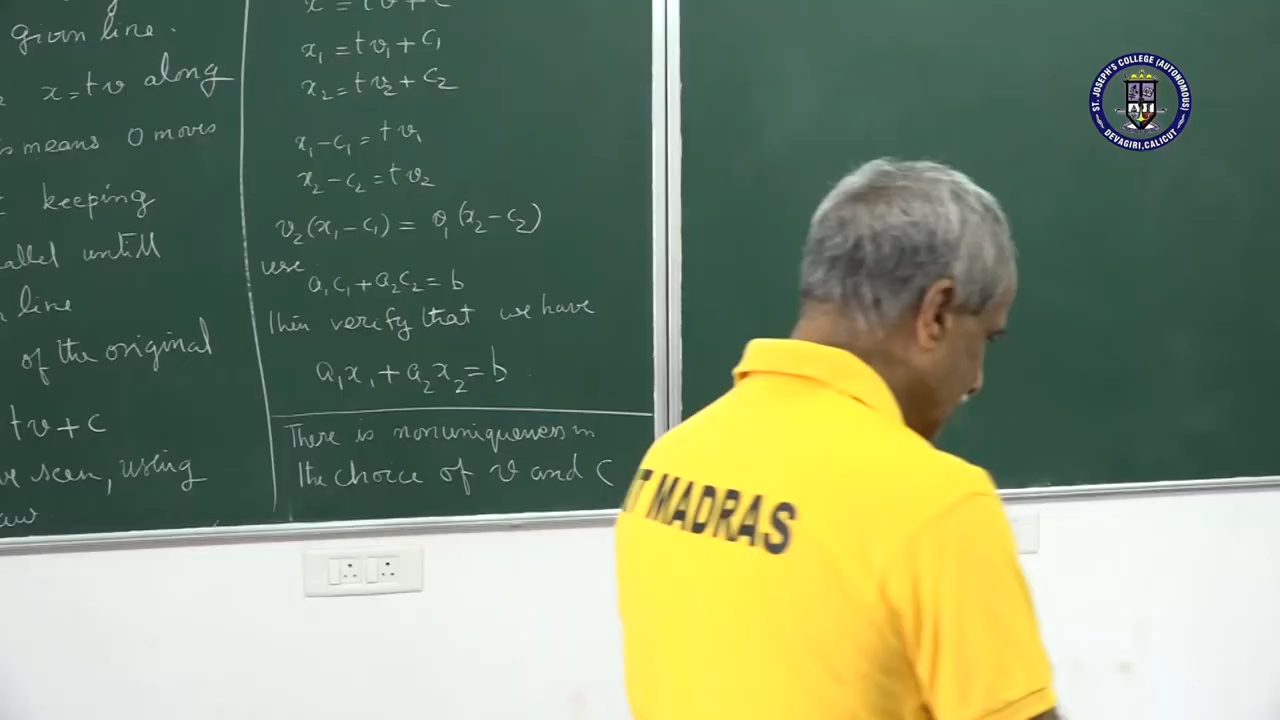 given line.
x=tv along
means 0 moves
keeping
until
line
of the original
tv+c
seen, using
x = tv + c
x₁ = tv₁ + c₁
x₂ = tv₂ + c₂
x₁-c₁ = tv₁
x₂-c₂ = tv₂
v₂(x₁-c₁) = v₁(x₂-c₂)
use
a₁c₁+a₂c₂ = b
Then verify that we have
a₁x₁+a₂x₂ = b
There is nonuniqueness in
the choice of v and c
ST. JOSEPH'S COLLEGE (AUTONOMOUS)
DEVAGIRI, CALICUT
MADRAS